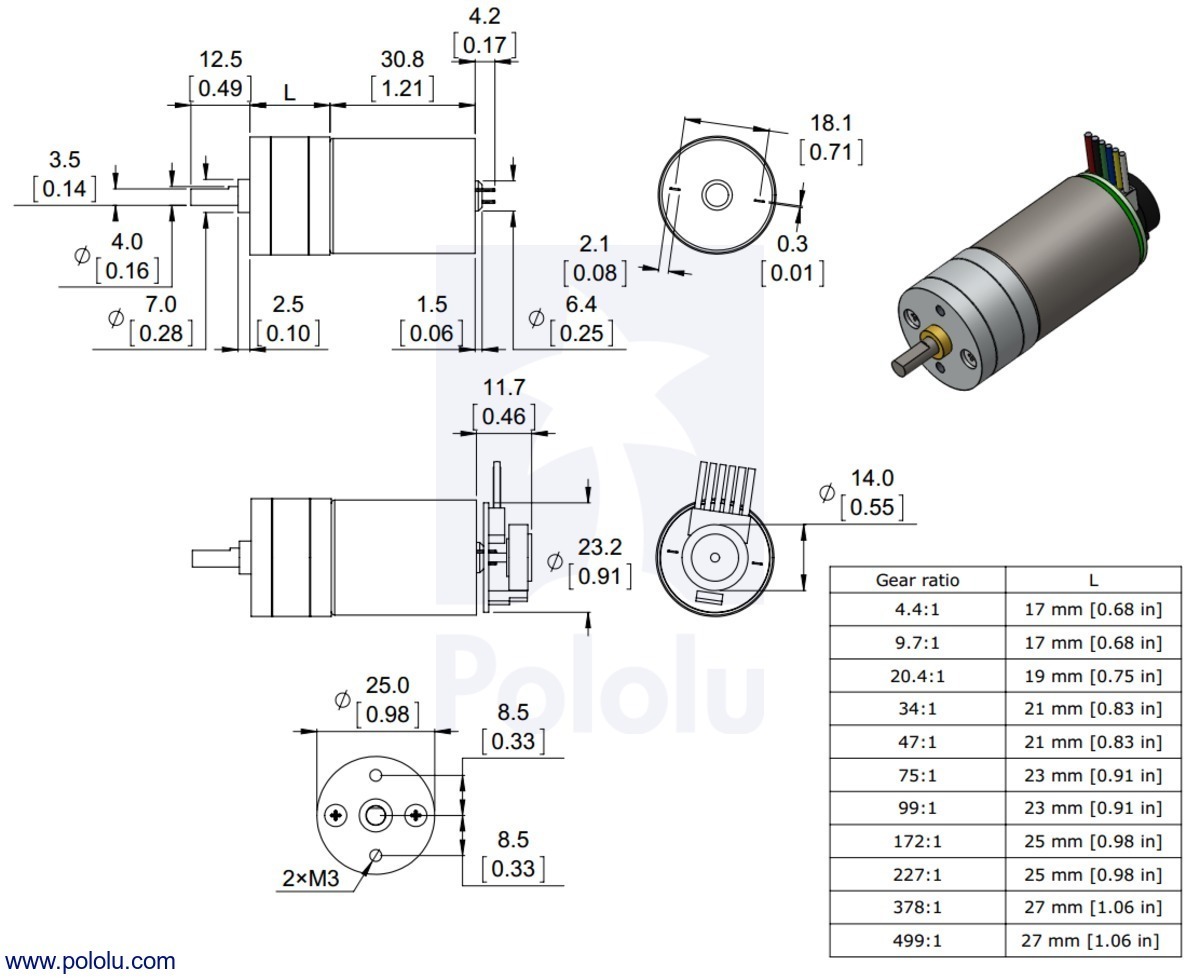 4.2
[0.17]
12.5
[0.49]
L
30.8
[1.21]
18.1
[0.71]
3.5
[0.14]
2.1
[0.08]
0.3
[0.01]
⌀ 4.0
[0.16]
⌀ 7.0
[0.28]
2.5
[0.10]
1.5
[0.06]
⌀ 6.4
[0.25]
11.7
[0.46]
⌀ 14.0
[0.55]
⌀ 23.2
[0.91]
Pololu
⌀ 25.0
[0.98]
8.5
[0.33]
8.5
[0.33]
2×M3
Gear ratio L
4.4:1 17 mm [0.68 in]
9.7:1 17 mm [0.68 in]
20.4:1 19 mm [0.75 in]
34:1 21 mm [0.83 in]
47:1 21 mm [0.83 in]
75:1 23 mm [0.91 in]
99:1 23 mm [0.91 in]
172:1 25 mm [0.98 in]
227:1 25 mm [0.98 in]
378:1 27 mm [1.06 in]
499:1 27 mm [1.06 in]
www.pololu.com